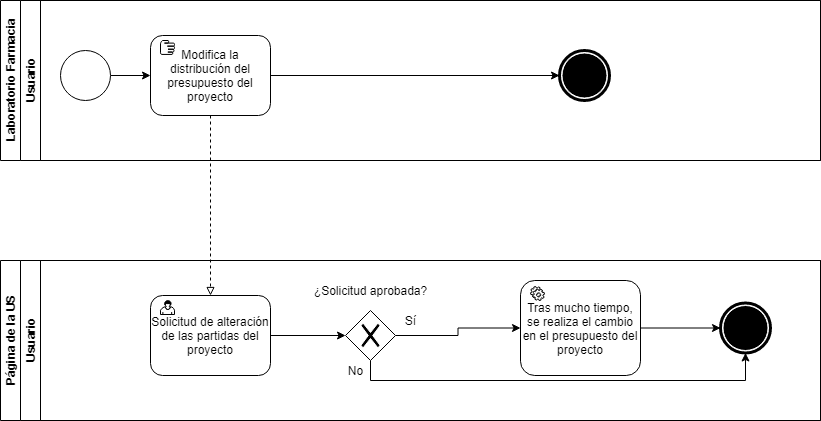 Laboratorio Farmacia
Usuario
Modifica la
distribución del
presupuesto del
proyecto
Página de la US
Usuario
Solicitud de alteración
de las partidas del
proyecto
¿Solicitud aprobada?
Sí
No
Tras mucho tiempo,
se realiza el cambio
en el presupuesto del
proyecto